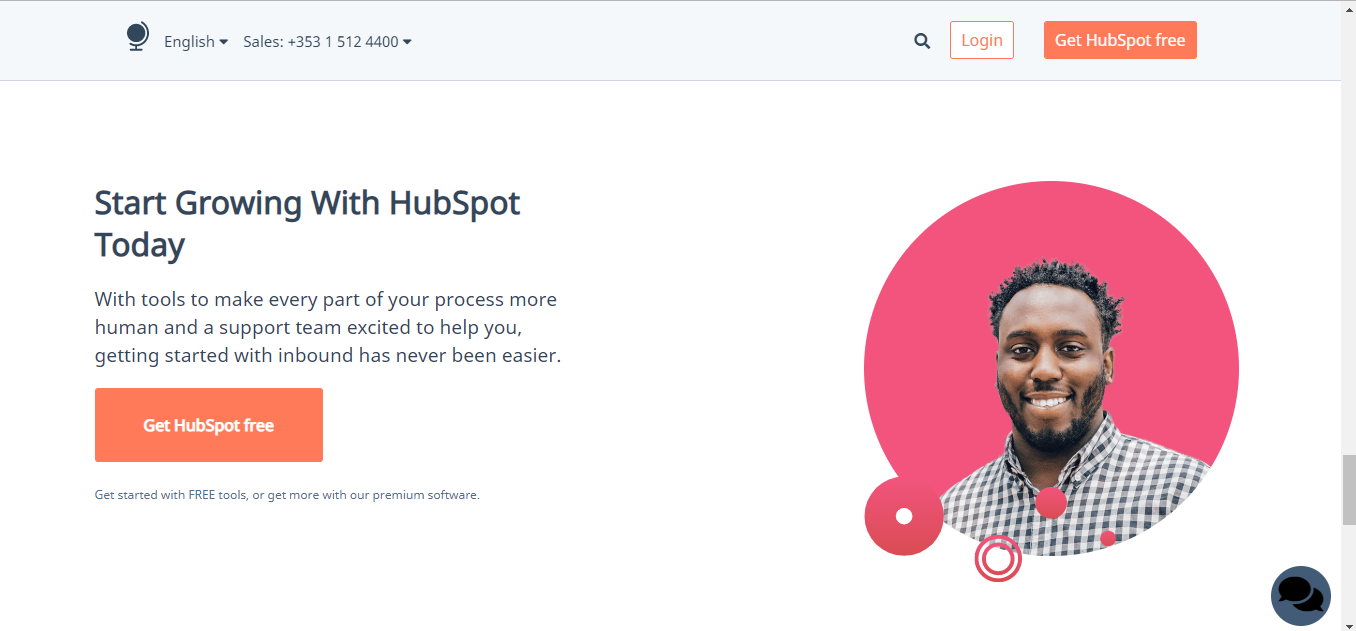 English
Sales: +353 1 512 4400
Login
Get HubSpot free
Start Growing With HubSpot
Today
With tools to make every part of your process more
human and a support team excited to help you,
getting started with inbound has never been easier.
Get HubSpot free
Get started with FREE tools, or get more with our premium software.